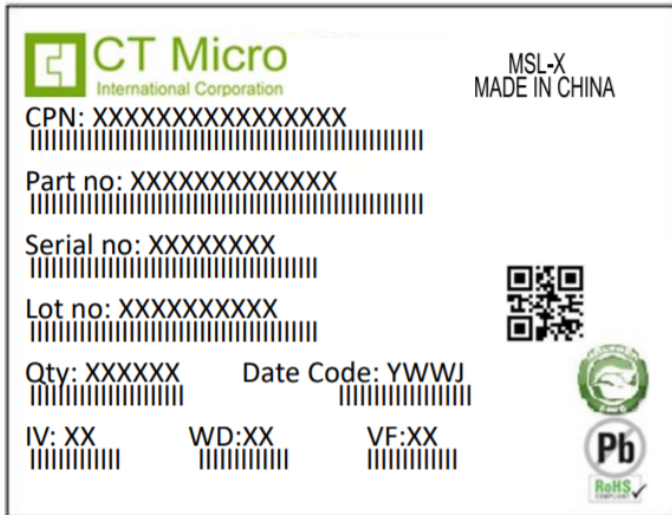 CT Micro
International Corporation
MSL-X
MADE IN CHINA
CPN: XXXXXXXXXXXXXXXX
Part no: XXXXXXXXXXXXX
Serial no: XXXXXXXX
Lot no: XXXXXXXXXX
Qty: XXXXXX Date Code: YWWJ
IV: XX WD:XX VF:XX
Pb
RoHS
COMPLIANT